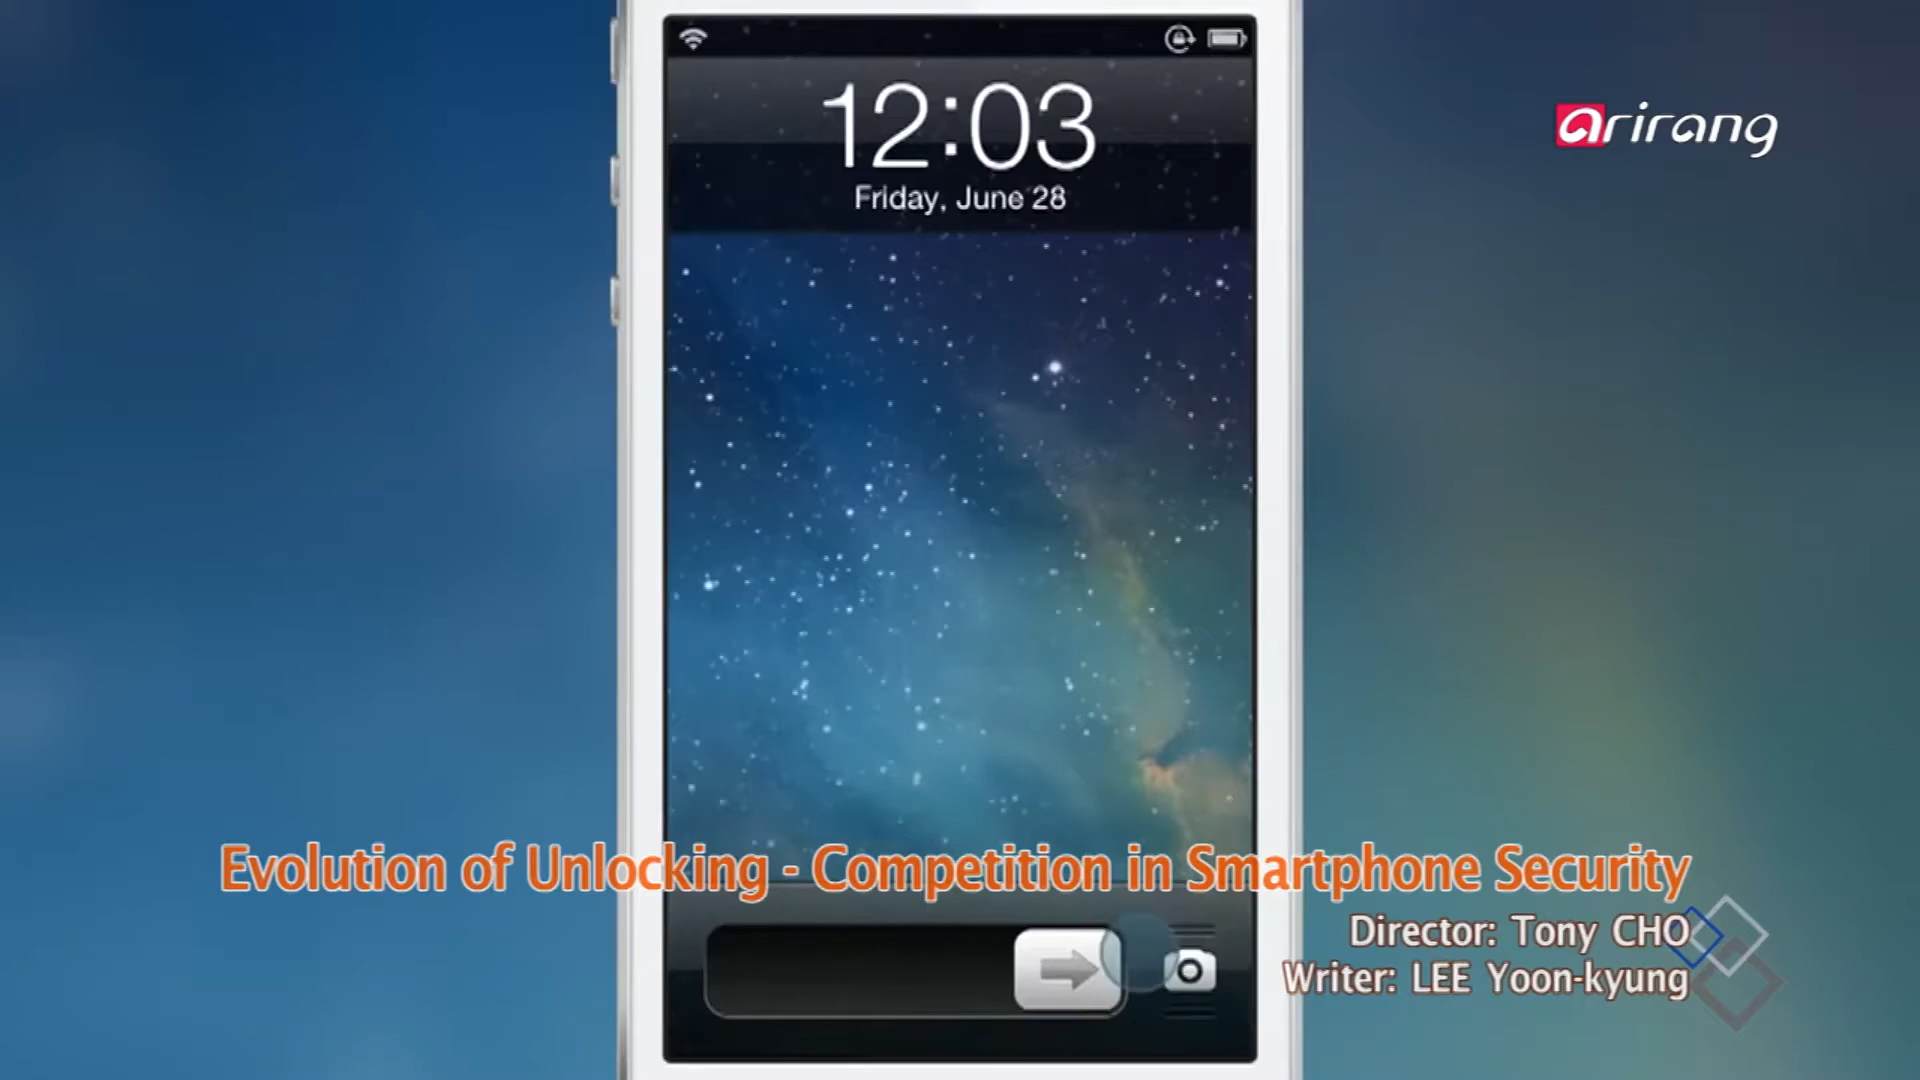 12:03
Friday, June 28
arirang
Evolution of Unlocking - Competition in Smartphone Security
Director: Tony CHO
Writer: LEE Yoon-kyung